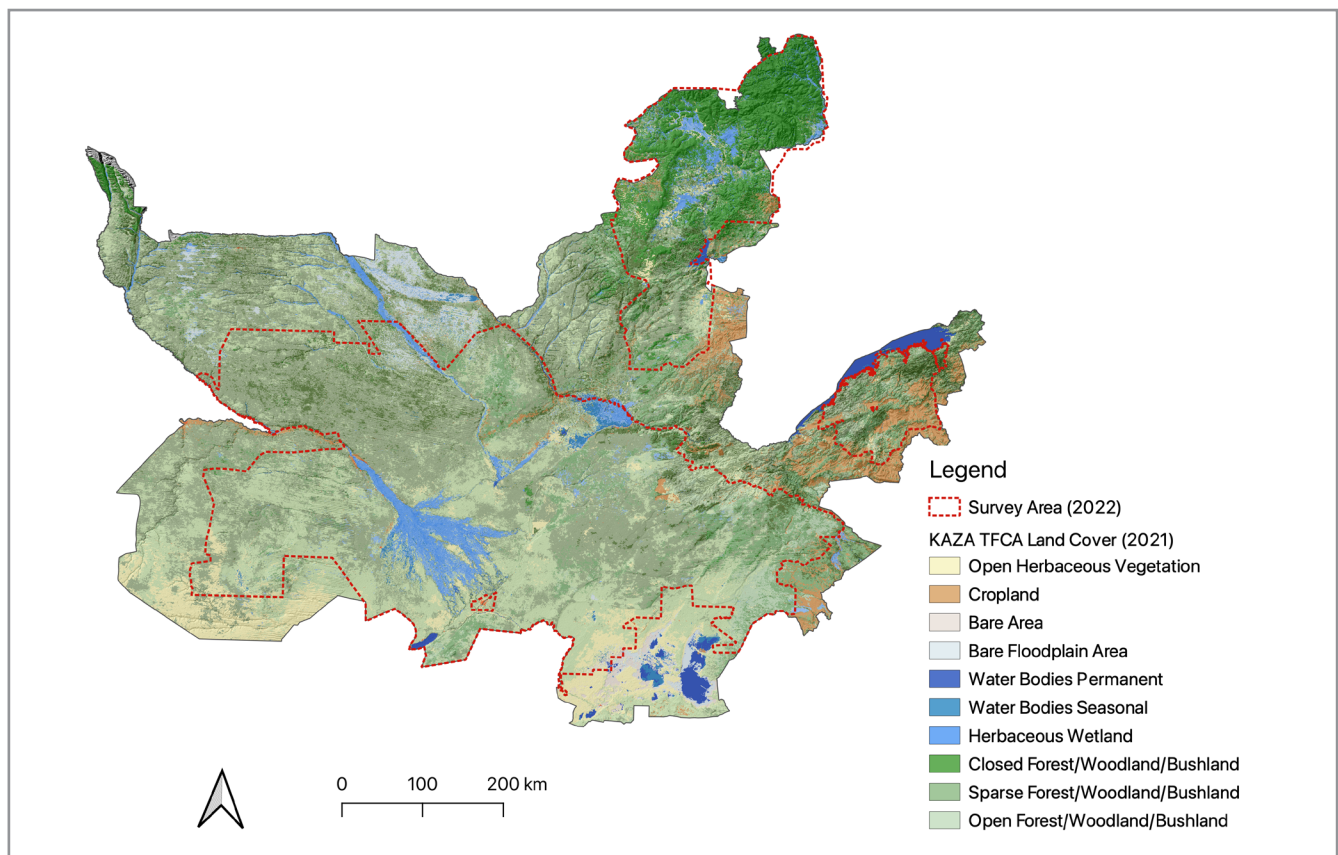 Legend
Survey Area (2022)
KAZA TFCA Land Cover (2021)
Open Herbaceous Vegetation
Cropland
Bare Area
Bare Floodplain Area
Water Bodies Permanent
Water Bodies Seasonal
Herbaceous Wetland
Closed Forest/Woodland/Bushland
Sparse Forest/Woodland/Bushland
Open Forest/Woodland/Bushland
0 100 200 km